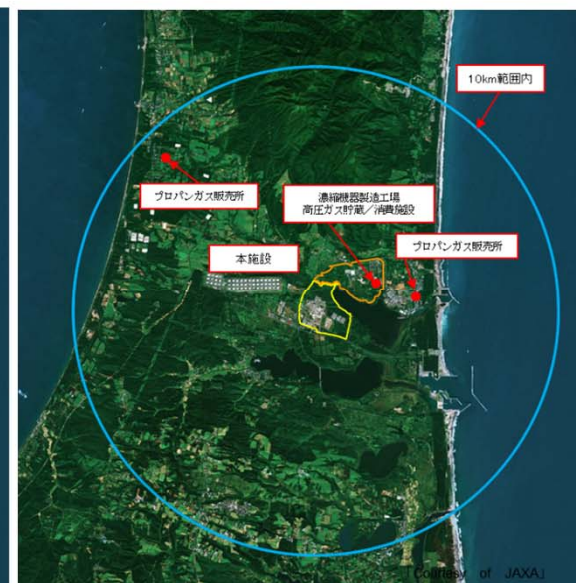 10km範囲内
プロパンガス販売所
濃縮機器製造工場
高圧ガス貯蔵/消費施設
プロパンガス販売所
本施設
「Courtesy of JAXA」